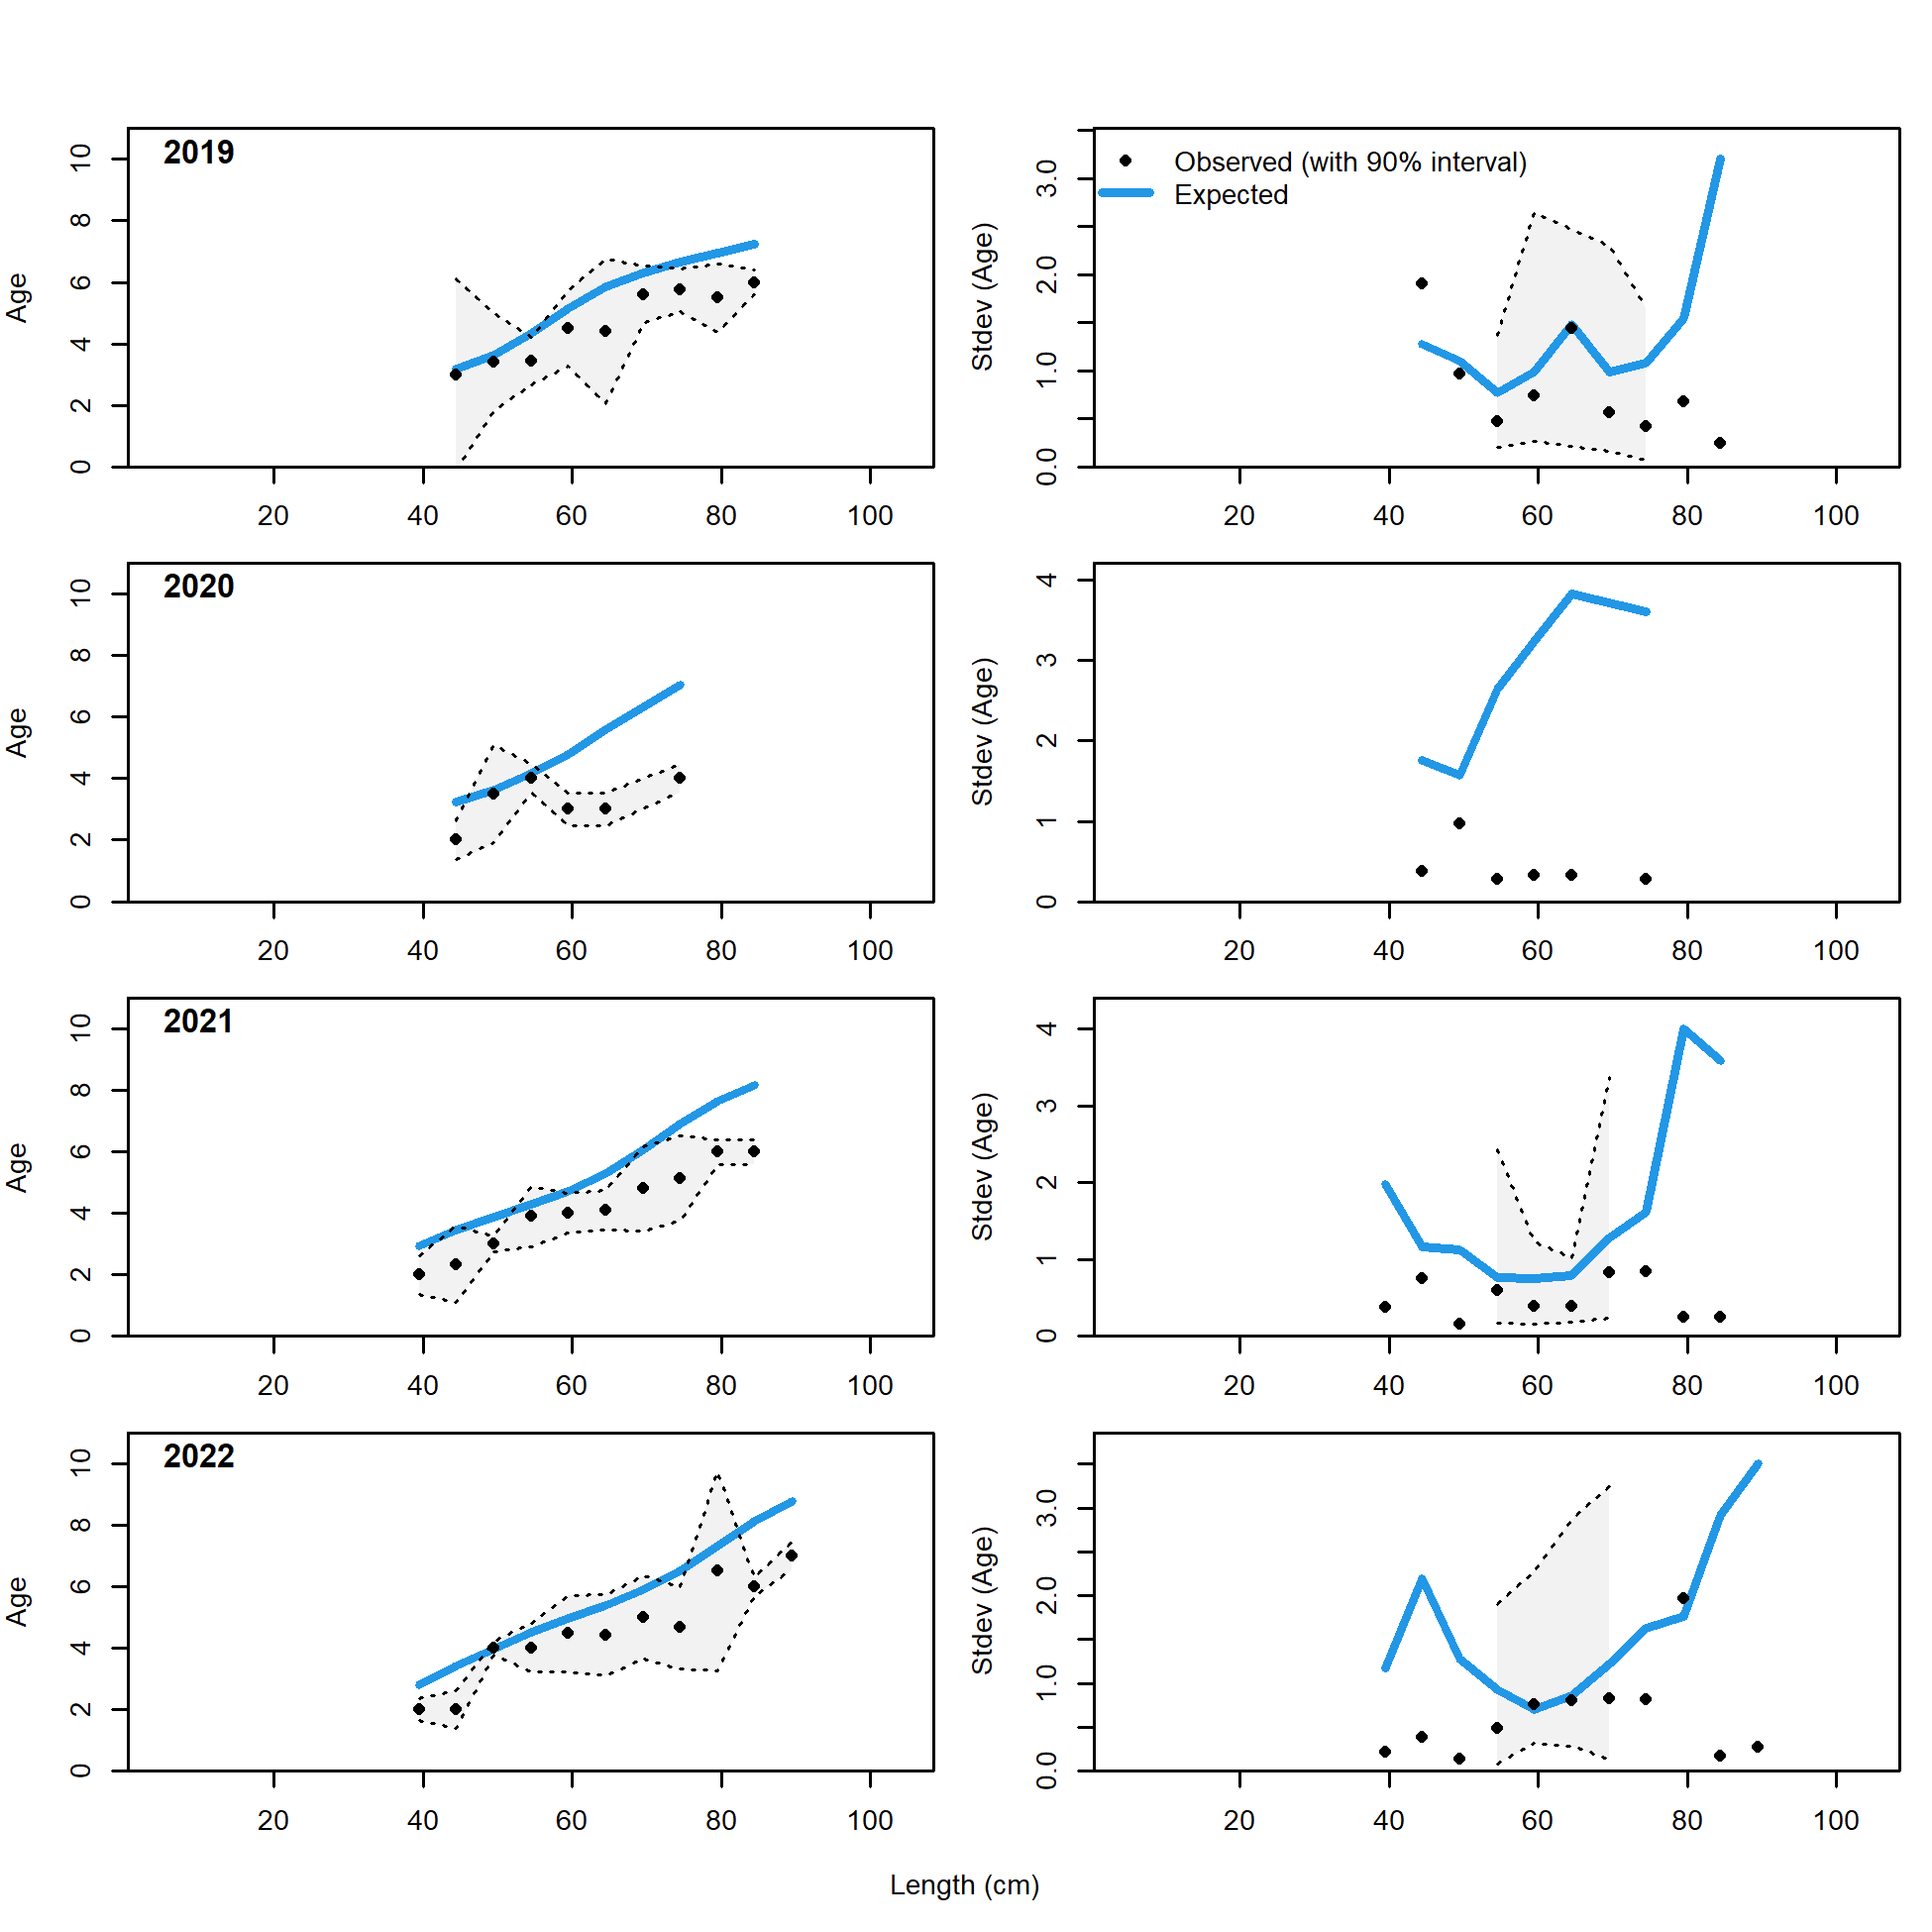 2019
Age
0 2 4 6 8 10
20 40 60 80 100
Observed (with 90% interval)
Expected
Stdev (Age)
0.0 1.0 2.0 3.0
20 40 60 80 100
2020
Age
0 2 4 6 8 10
20 40 60 80 100
Stdev (Age)
0 1 2 3 4
20 40 60 80 100
2021
Age
0 2 4 6 8 10
20 40 60 80 100
Stdev (Age)
0 1 2 3 4
20 40 60 80 100
2022
Age
0 2 4 6 8 10
20 40 60 80 100
Stdev (Age)
0.0 1.0 2.0 3.0
20 40 60 80 100
Length (cm)